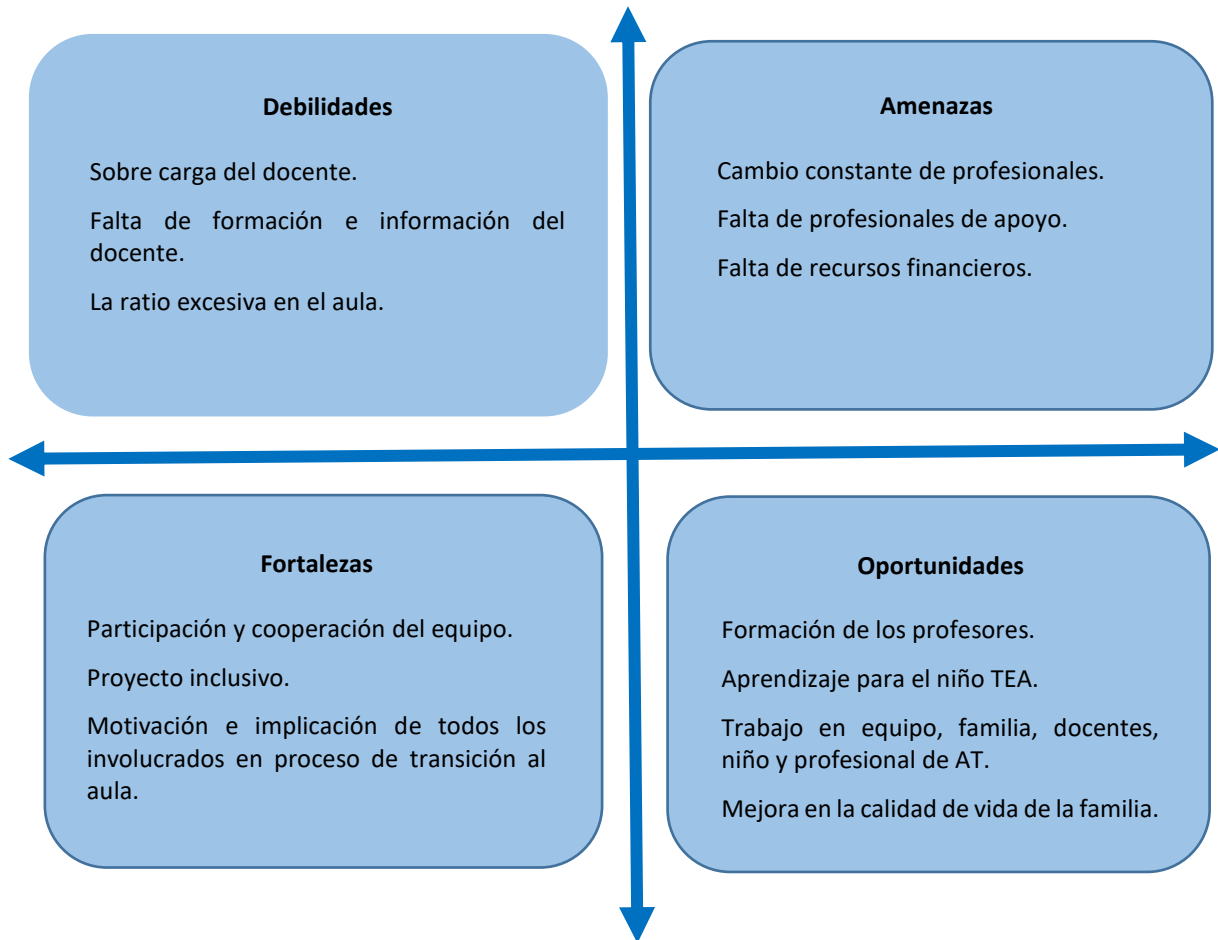 Debilidades
Sobre carga del docente.
Falta de formación e información del
docente.
La ratio excesiva en el aula.
Amenazas
Cambio constante de profesionales.
Falta de profesionales de apoyo.
Falta de recursos financieros.
Fortalezas
Participación y cooperación del equipo.
Proyecto inclusivo.
Motivación e implicación de todos los
involucrados en proceso de transición al
aula.
Oportunidades
Formación de los profesores.
Aprendizaje para el niño TEA.
Trabajo en equipo, familia, docentes,
niño y profesional de AT.
Mejora en la calidad de vida de la familia.